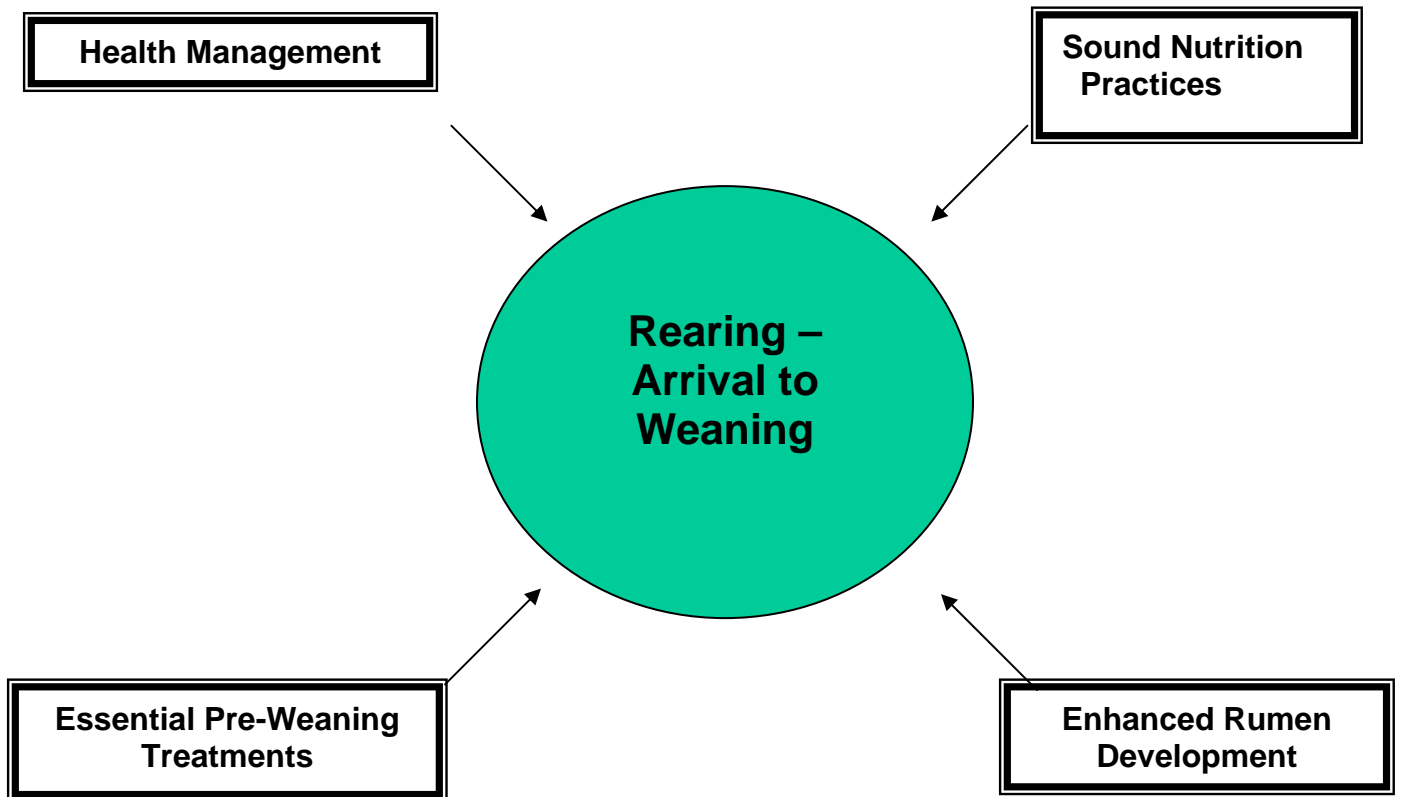 Health Management
Sound Nutrition
Practices
Rearing –
Arrival to
Weaning
Essential Pre-Weaning
Treatments
Enhanced Rumen
Development